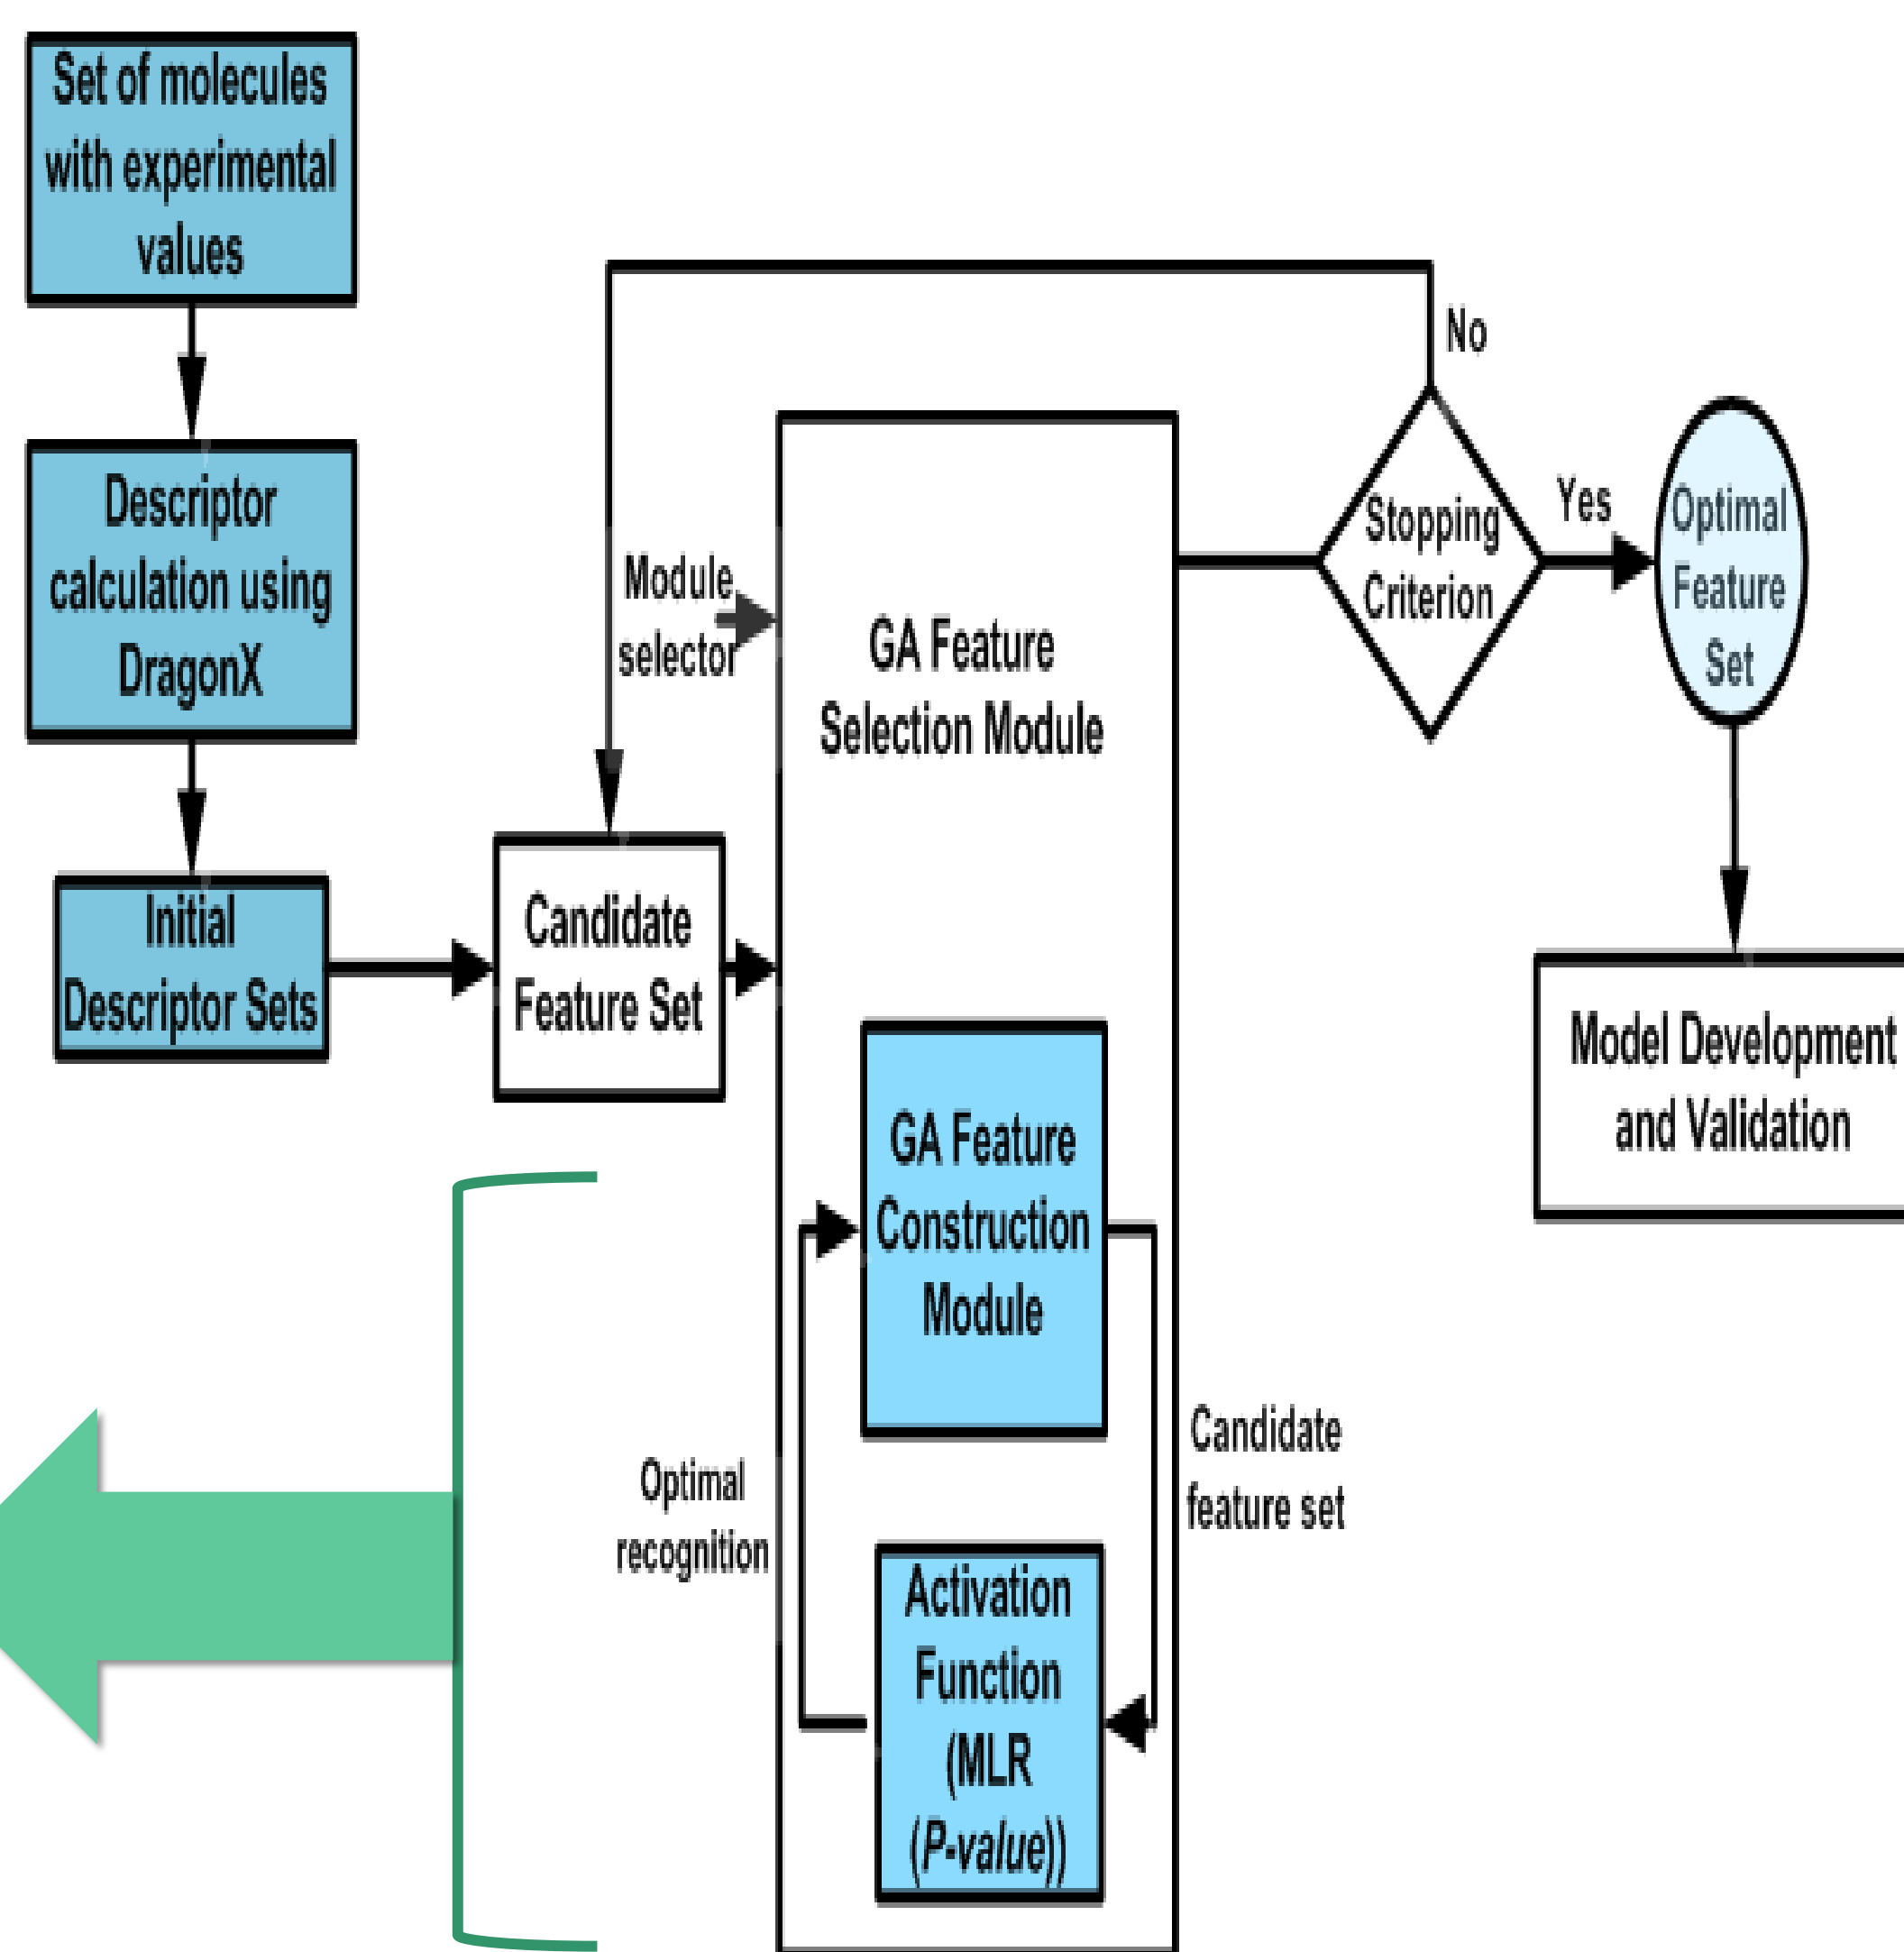 Set of molecules
with experimental
values
Descriptor
calculation using
DragonX
Initial
Descriptor Sets
Candidate
Feature Set
Module
selector
GA Feature
Selection Module
GA Feature
Construction
Module
Optimal
recognition
Candidate
feature set
Activation
Function
(MLR
(P-value))
No
Stopping
Criterion
Yes
Optimal
Feature
Set
Model Development
and Validation